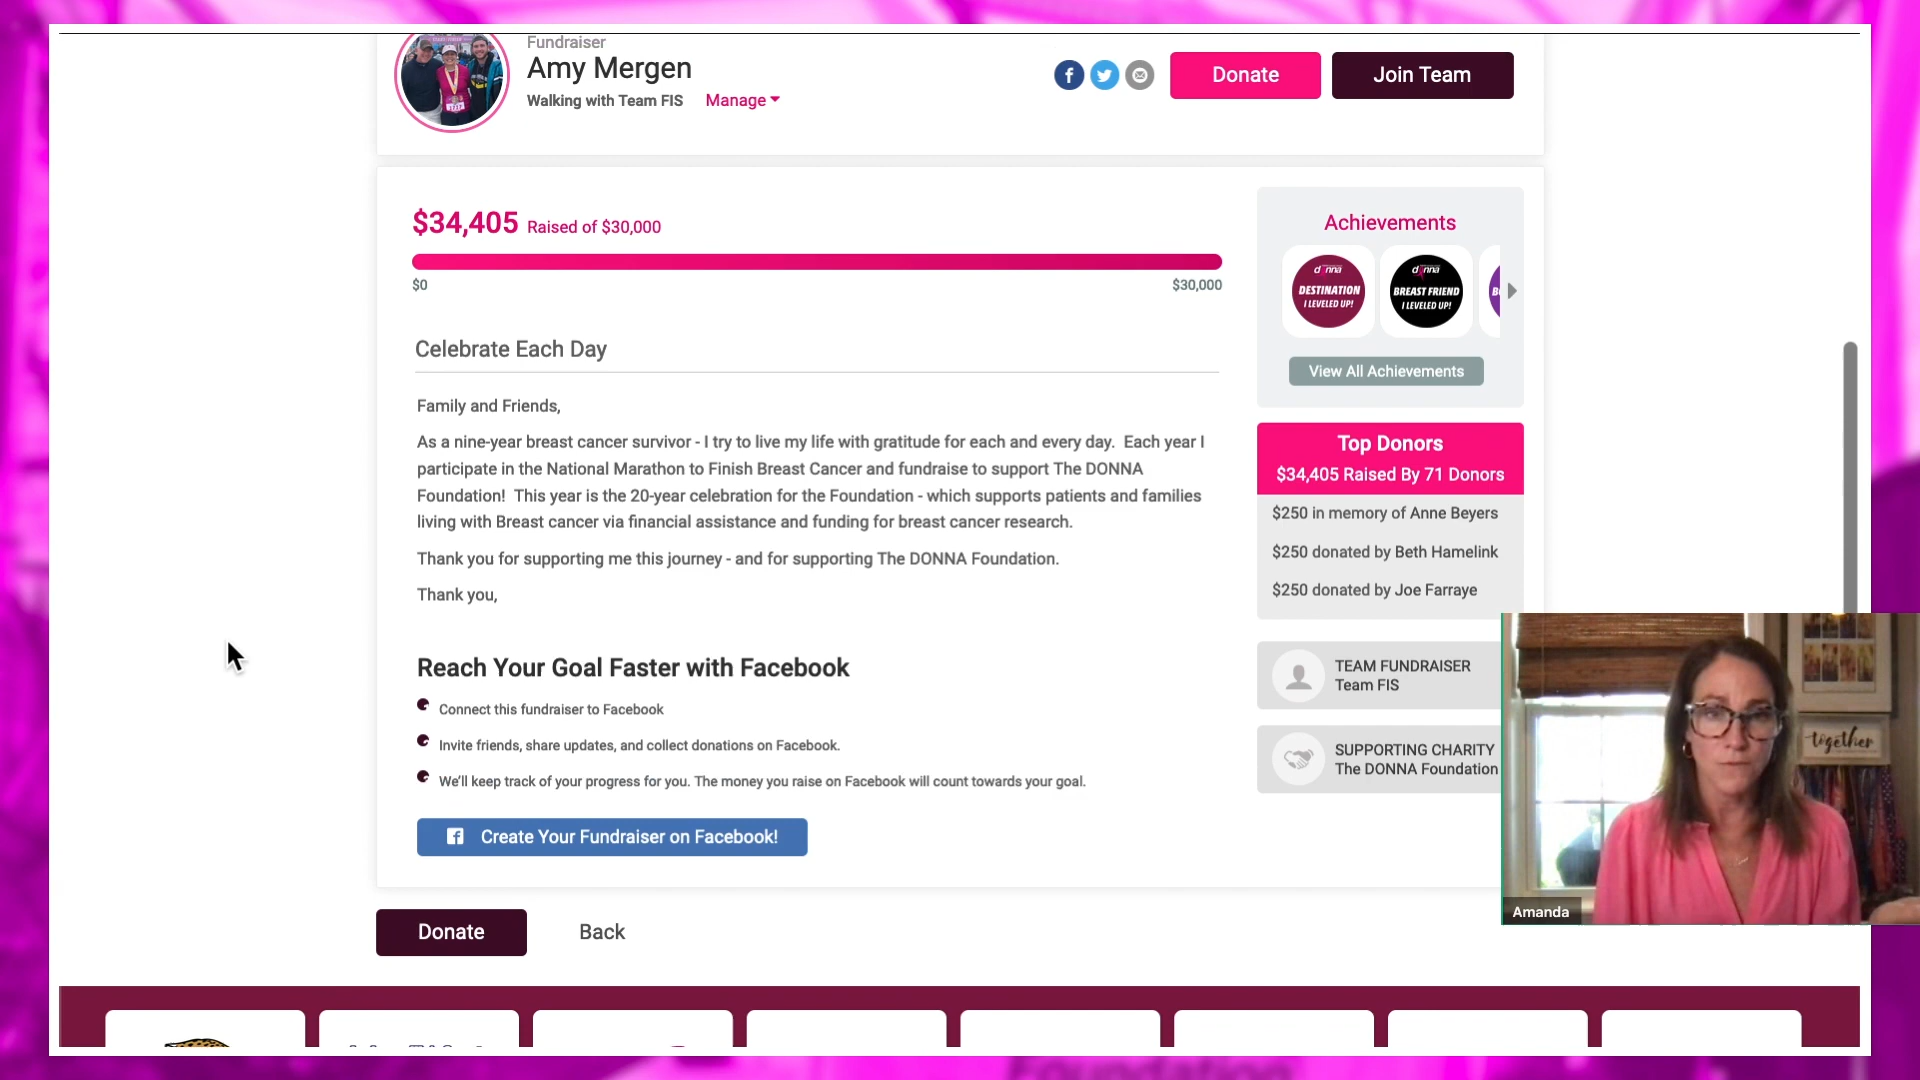 Fundraiser
Amy Mergen
Walking with Team FIS Manage
Donate
Join Team
$34,405 Raised of $30,000
$0
$30,000
Celebrate Each Day
Family and Friends,
As a nine-year breast cancer survivor - I try to live my life with gratitude for each and every day. Each year I
participate in the National Marathon to Finish Breast Cancer and fundraise to support The DONNA
Foundation! This year is the 20-year celebration for the Foundation - which supports patients and families
living with Breast cancer via financial assistance and funding for breast cancer research.
Thank you for supporting me this journey - and for supporting The DONNA Foundation.
Thank you,
Reach Your Goal Faster with Facebook
Connect this fundraiser to Facebook
Invite friends, share updates, and collect donations on Facebook.
We'll keep track of your progress for you. The money you raise on Facebook will count towards your goal.
Create Your Fundraiser on Facebook!
Donate
Back
Achievements
donna
DESTINATION
I LEVELED UP!
donna
BREAST FRIEND
I LEVELED UP!
View All Achievements
Top Donors
$34,405 Raised By 71 Donors
$250 in memory of Anne Beyers
$250 donated by Beth Hamelink
$250 donated by Joe Farraye
TEAM FUNDRAISER
Team FIS
SUPPORTING CHARITY
The DONNA Foundation
together
Amanda
Foundation